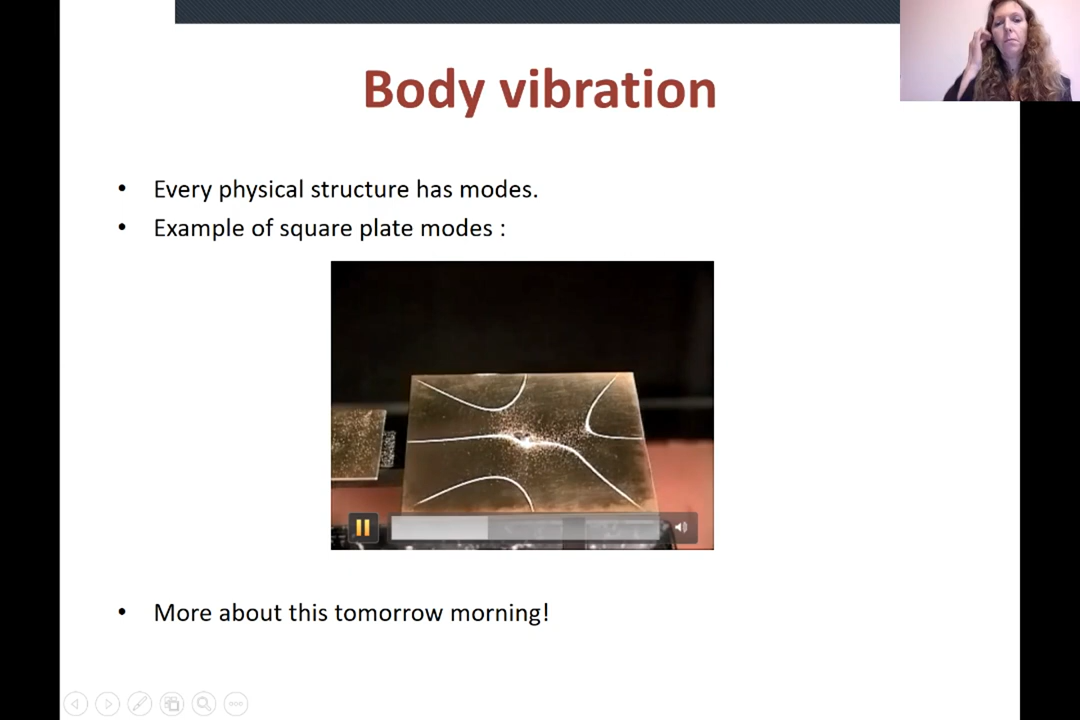 Body vibration
• Every physical structure has modes.
• Example of square plate modes :
• More about this tomorrow morning!